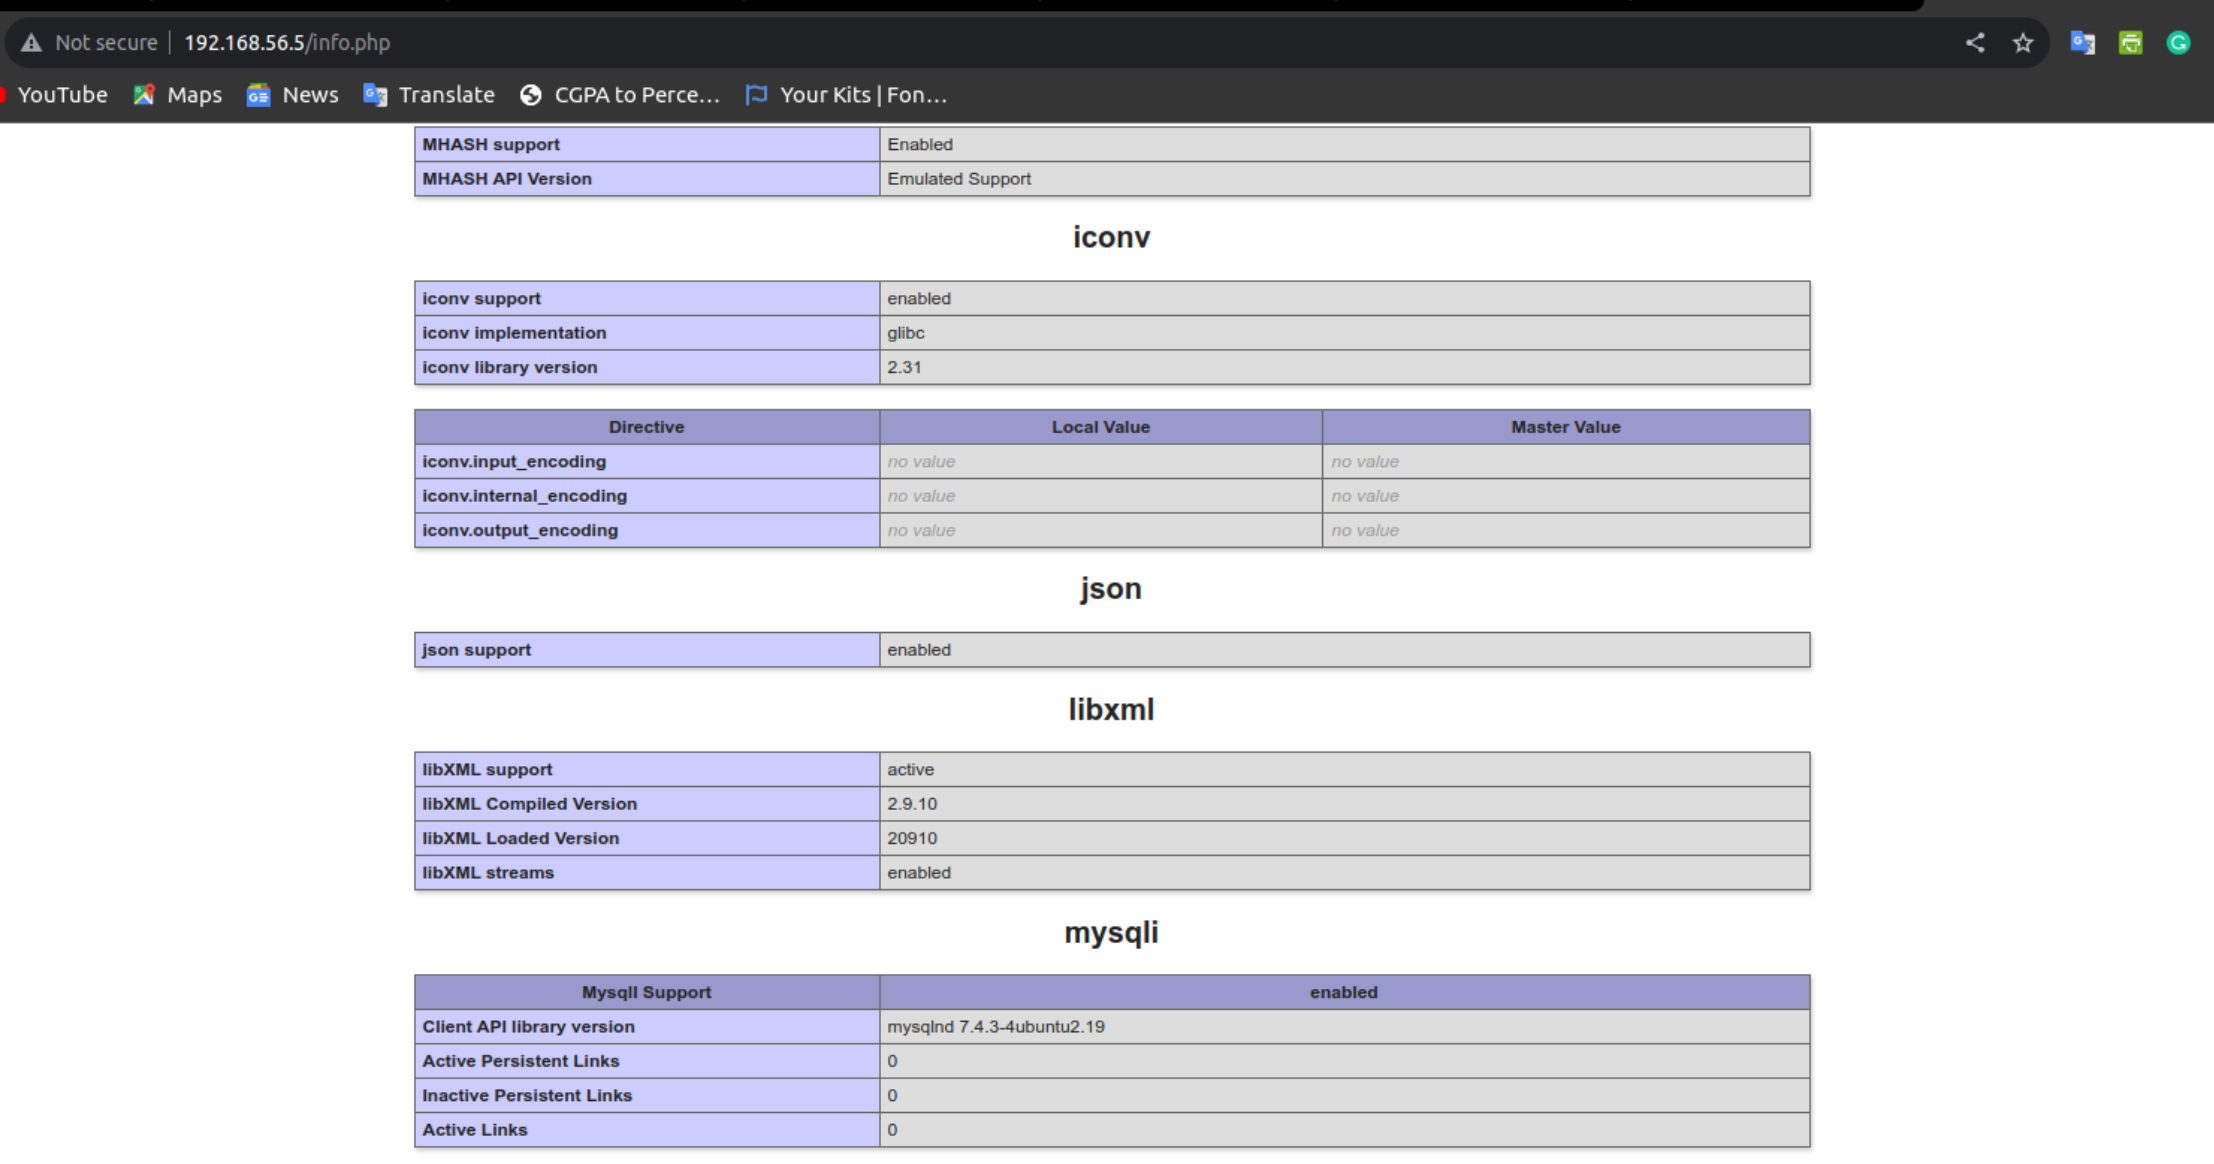 Not secure | 192.168.56.5/info.php
YouTube Maps News Translate CGPA to Perce... Your Kits | Fon...
MHASH support Enabled
MHASH API Version Emulated Support
iconv
iconv support enabled
iconv implementation glibc
iconv library version 2.31
Directive Local Value Master Value
iconv.input_encoding no value no value
iconv.internal_encoding no value no value
iconv.output_encoding no value no value
json
json support enabled
libxml
libXML support active
libXML Compiled Version 2.9.10
libXML Loaded Version 20910
libXML streams enabled
mysqli
MysqlI Support enabled
Client API library version mysqlnd 7.4.3-4ubuntu2.19
Active Persistent Links 0
Inactive Persistent Links 0
Active Links 0